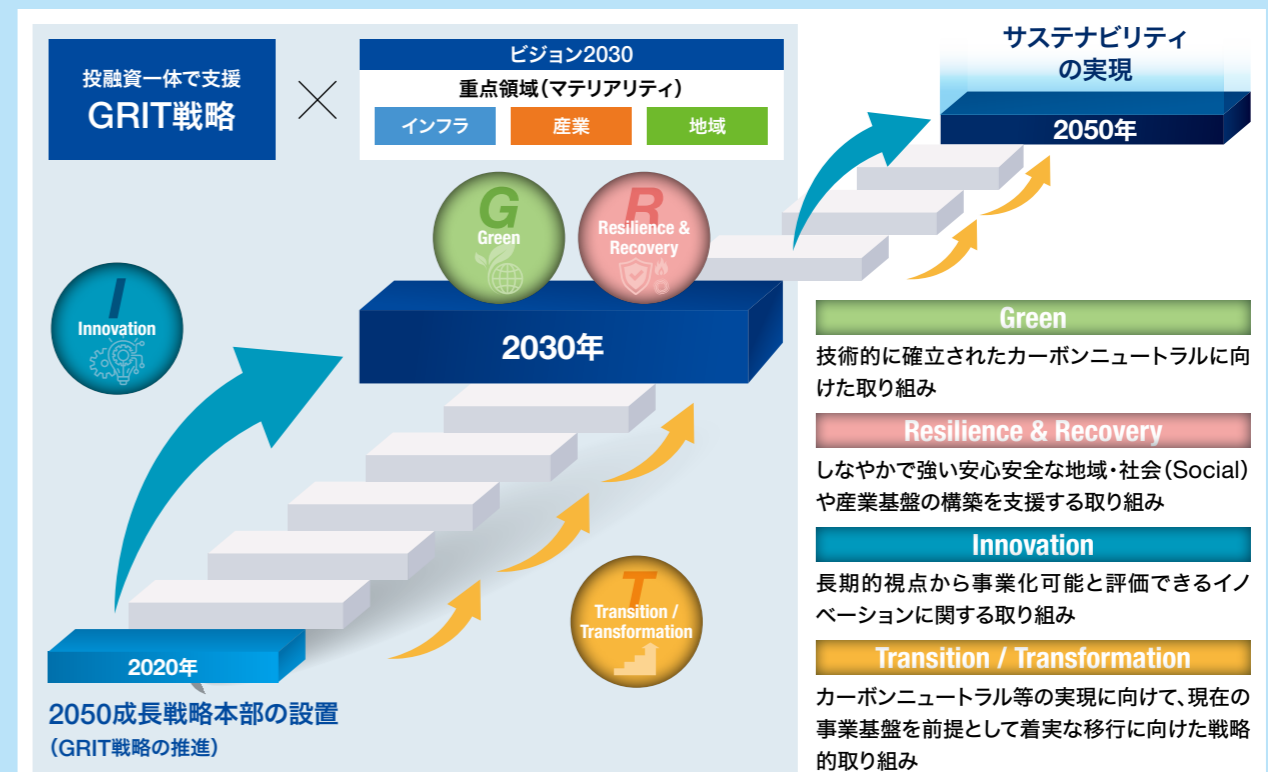 投融資一体で支援
GRIT戦略
ビジョン2030
重点領域(マテリアリティ)
インフラ
産業
地域
サステナビリティ
の実現
2050年
G
Green
R
Resilience &
Recovery
I
Innovation
2030年
T
Transition /
Transformation
2020年
2050成長戦略本部の設置
(GRIT戦略の推進)
Green
技術的に確立されたカーボンニュートラルに向
けた取り組み
Resilience & Recovery
しなやかで強い安心安全な地域・社会(Social)
や産業基盤の構築を支援する取り組み
Innovation
長期的視点から事業化可能と評価できるイノ
ベーションに関する取り組み
Transition / Transformation
カーボンニュートラル等の実現に向けて、現在の
事業基盤を前提として着実な移行に向けた戦略
的取り組み